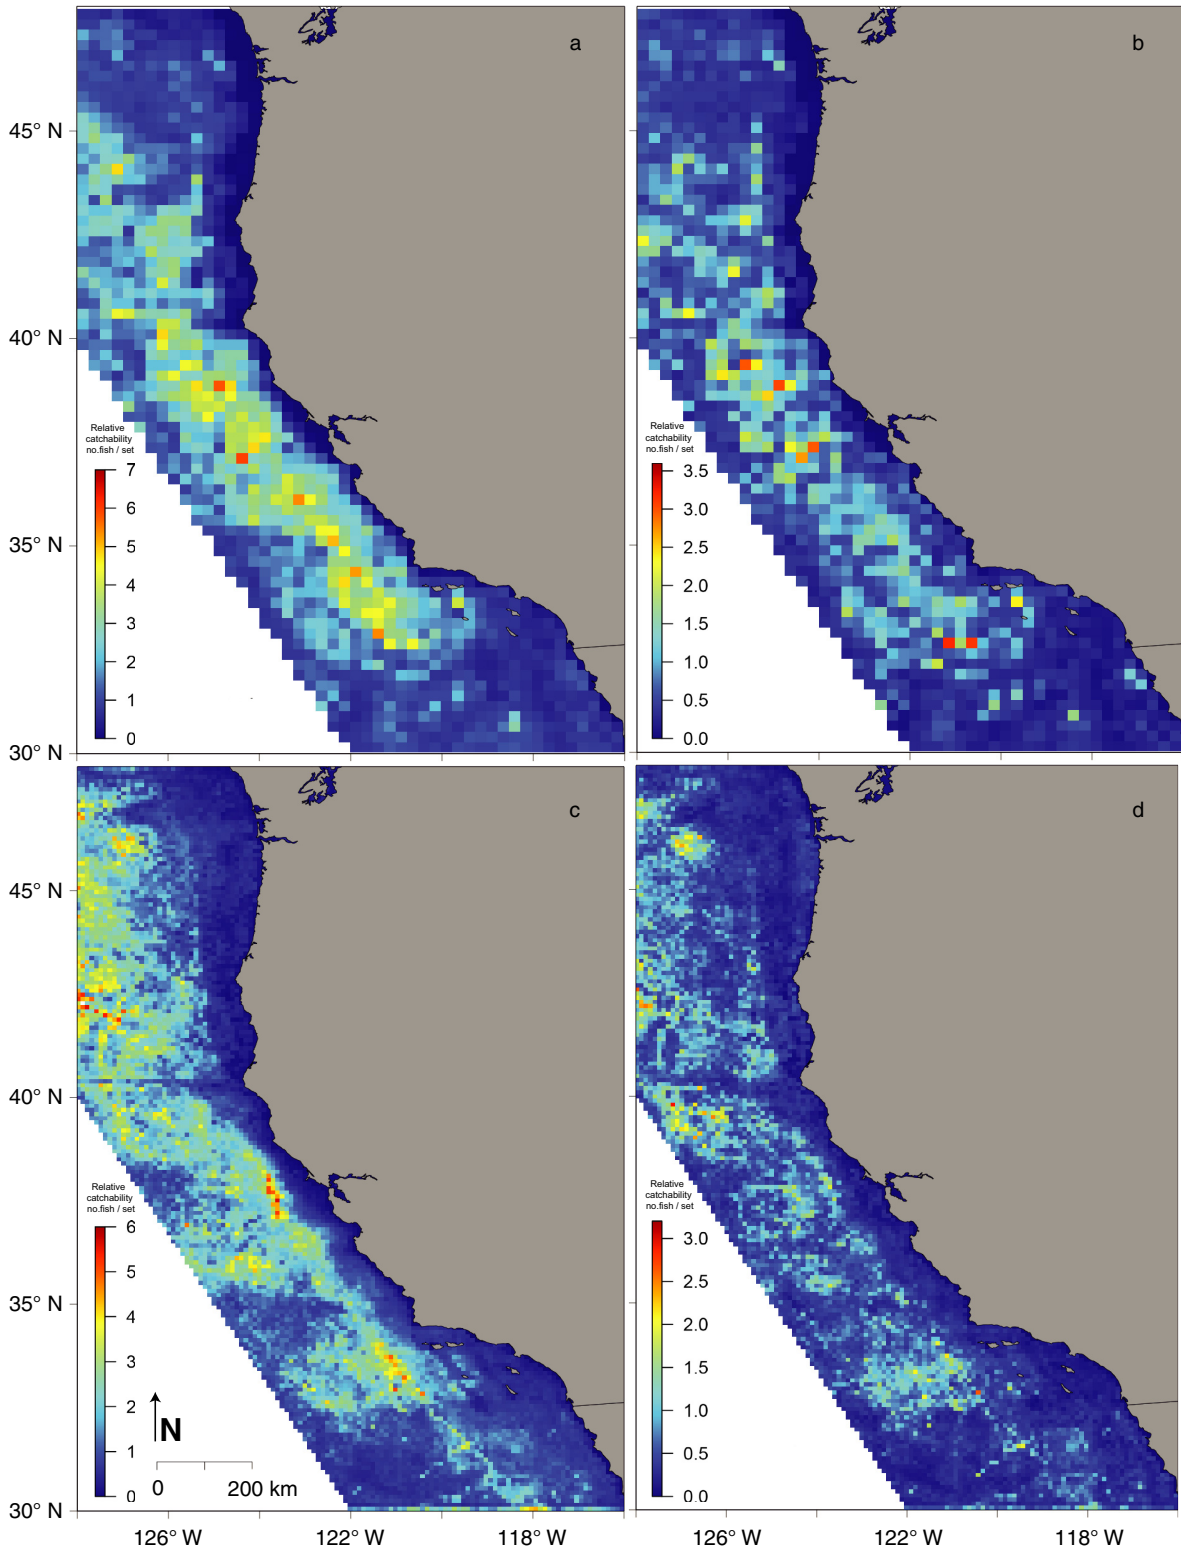 a
b
45° N
40° N
35° N
30° N
Relative
catchability
no.fish / set
7
6
5
4
3
2
1
0
Relative
catchability
no.fish / set
3.5
3.0
2.5
2.0
1.5
1.0
0.5
0.0
c
d
45° N
40° N
35° N
30° N
Relative
catchability
no.fish / set
6
5
4
3
2
1
0
N
0 200 km
Relative
catchability
no.fish / set
3.0
2.5
2.0
1.5
1.0
0.5
0.0
126° W 122° W 118° W
126° W 122° W 118° W